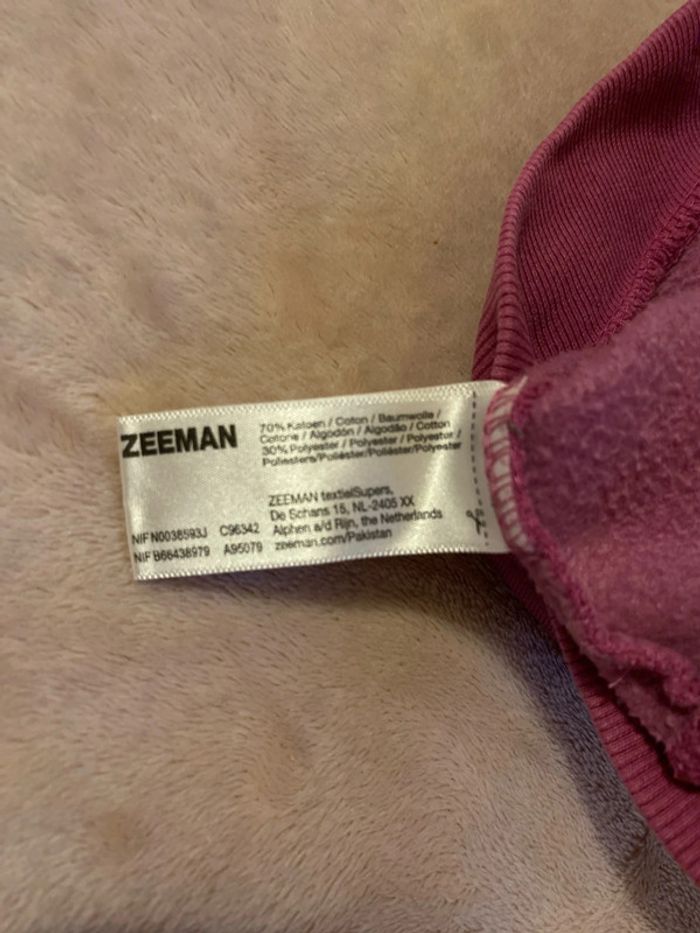 ZEEMAN
70% Katoen / Coton / Baumwolle /
Cotone / Algodón / Algodão / Cotton
30% Polyester / Polyester / Polyester /
Poliestere/Poliéster/Poliéster/Polyester
ZEEMAN textielSupers,
De Schans 15, NL-2405 XX
NIF N0036593J C96342 Alphen a/d Rijn, the Netherlands
NIF B66438979 A95079 zeeman.com/Pakistan